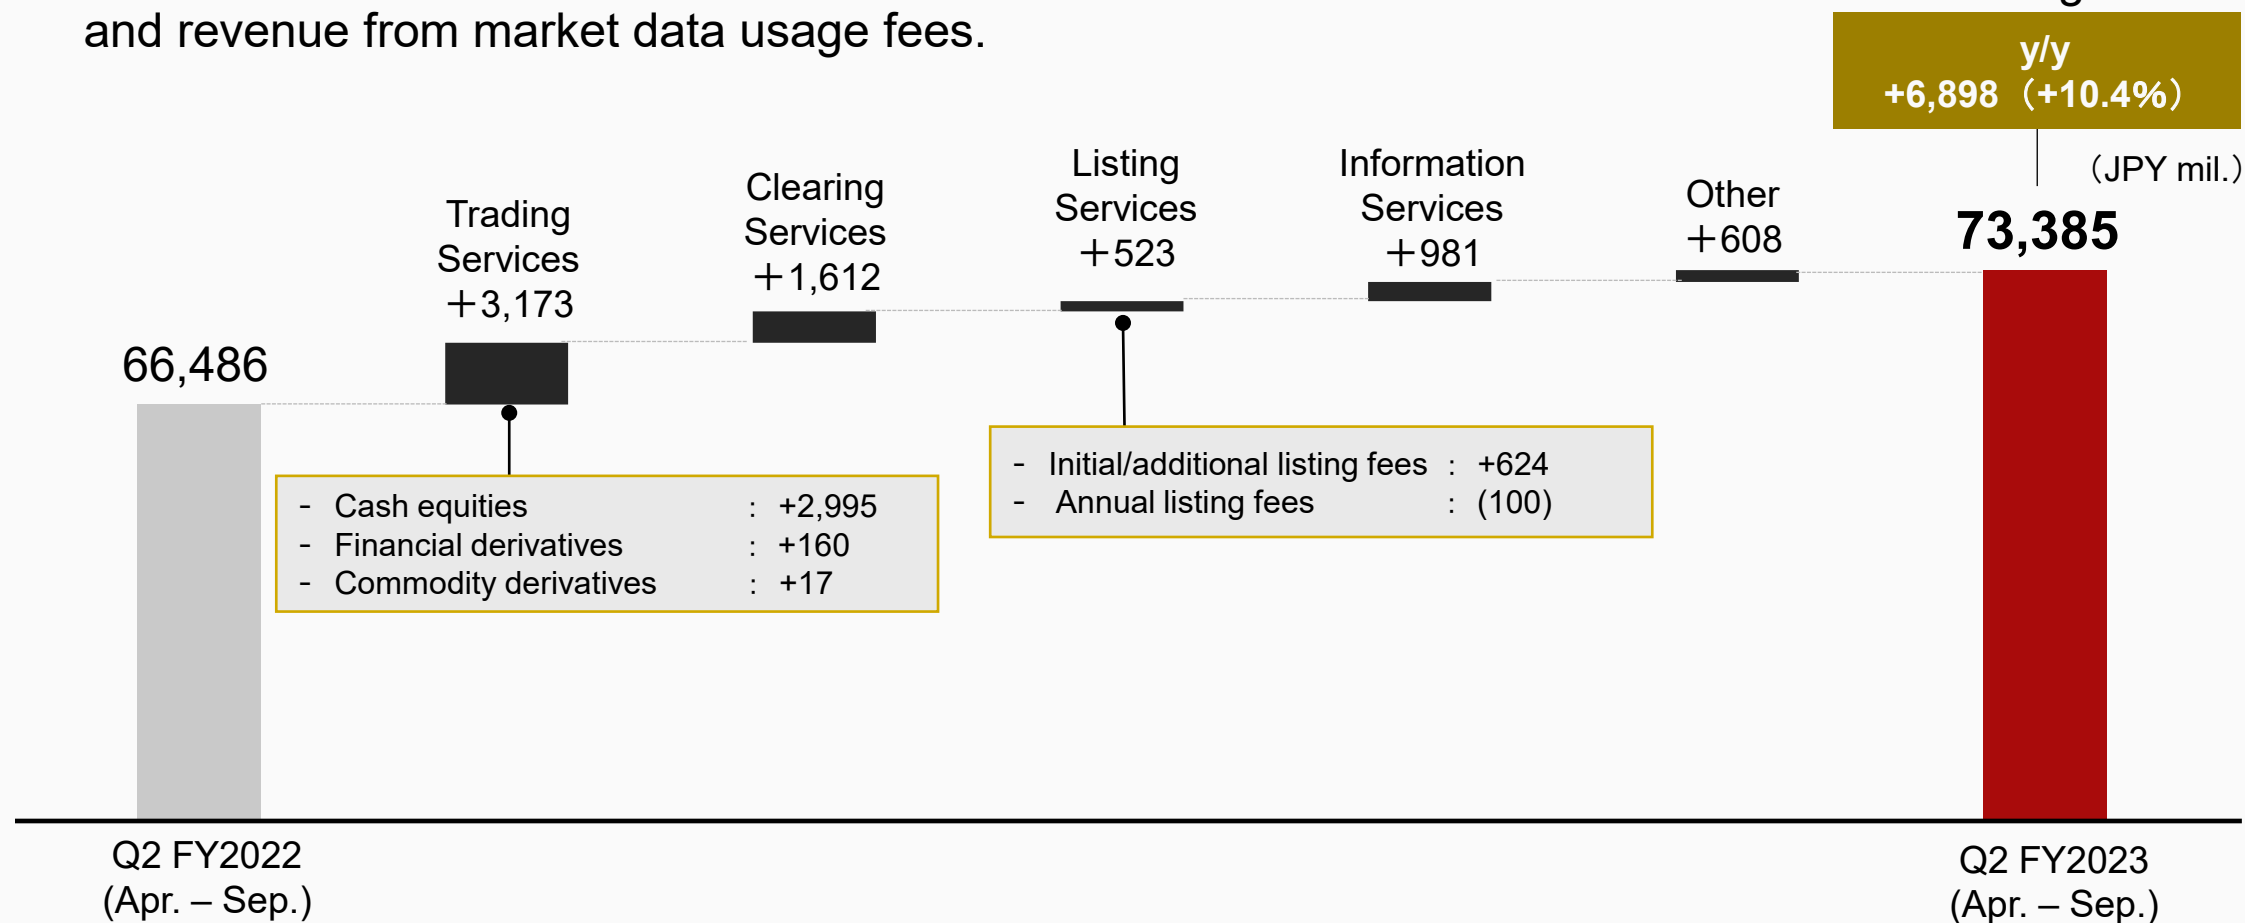 and revenue from market data usage fees.
y/y
+6,898（+10.4%）
（JPY mil.）
66,486
Trading
Services
＋3,173
Clearing
Services
＋1,612
Listing
Services
＋523
Information
Services
＋981
Other
＋608
73,385
- Cash equities : +2,995
- Financial derivatives : +160
- Commodity derivatives : +17
- Initial/additional listing fees : +624
- Annual listing fees : (100)
Q2 FY2022
(Apr. – Sep.)
Q2 FY2023
(Apr. – Sep.)